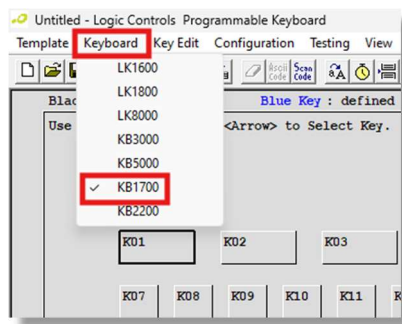 Untitled - Logic Controls Programmable Keyboard
Template Keyboard Key Edit Configuration Testing View
Ascii Code Scan Code
LK1600
LK1800
Blue Key : defined
LK8000
Use <Arrow> to Select Key.
KB3000
KB5000
✓ KB1700
KB2200
K01 K02 K03
K07 K08 K09 K10 K11